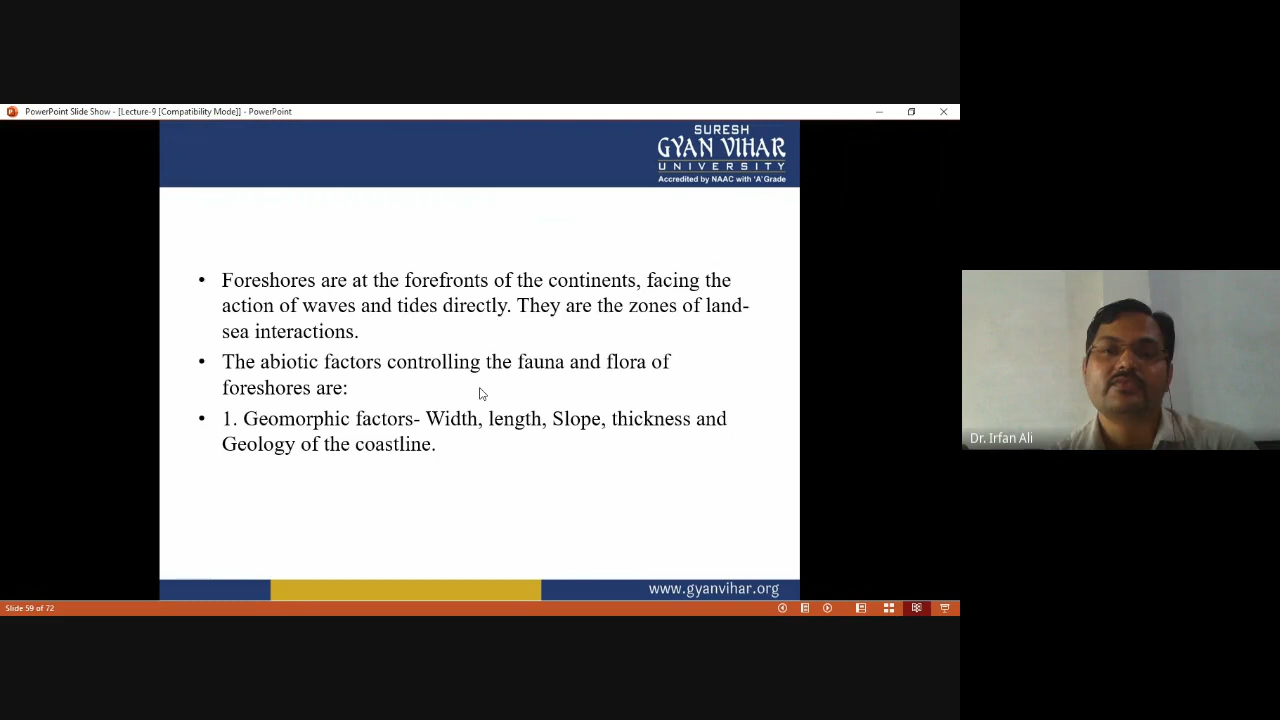 PowerPoint Slide Show - [Lecture-9 [Compatibility Mode]] - PowerPoint
SURESH
GYAN VIHAR
UNIVERSITY
Accredited by NAAC with 'A' Grade
• Foreshores are at the forefronts of the continents, facing the
action of waves and tides directly. They are the zones of land-
sea interactions.
• The abiotic factors controlling the fauna and flora of
foreshores are:
• 1. Geomorphic factors- Width, length, Slope, thickness and
Geology of the coastline.
Dr. Irfan Ali
www.gyanvihar.org
Slide 59 of 72